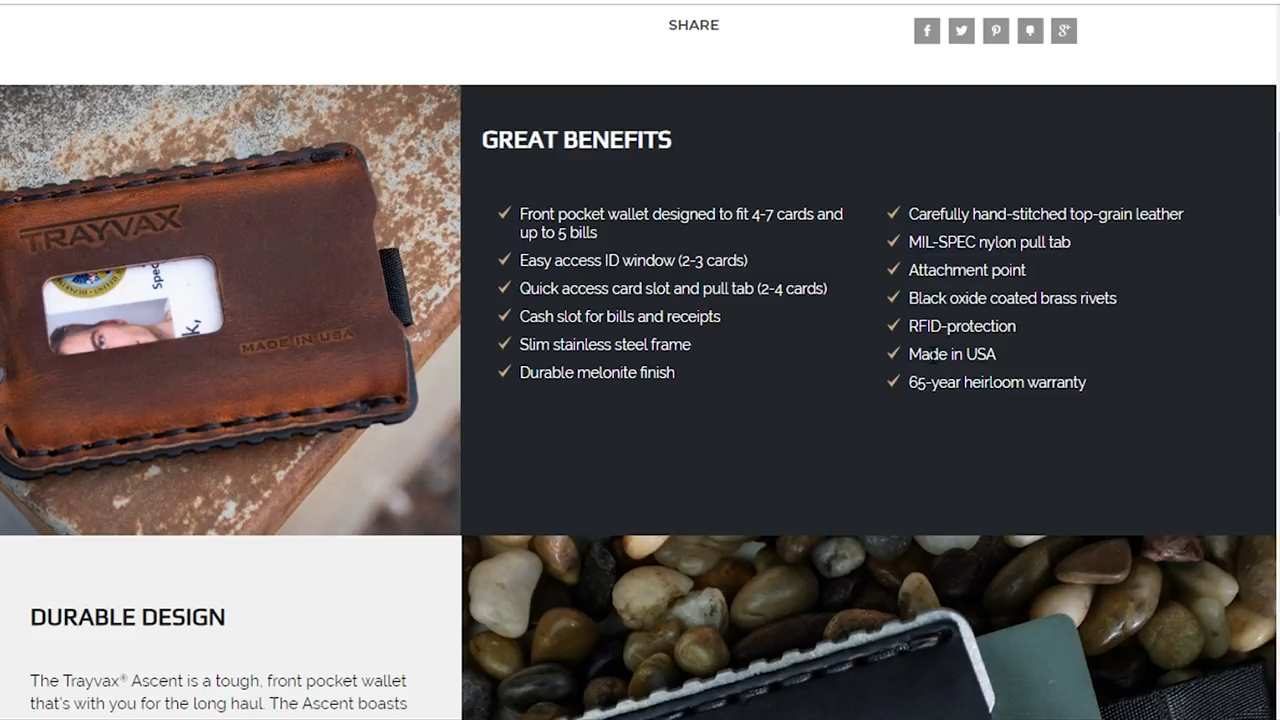 SHARE
GREAT BENEFITS
Front pocket wallet designed to fit 4-7 cards and
up to 5 bills
Easy access ID window (2-3 cards)
Quick access card slot and pull tab (2-4 cards)
Cash slot for bills and receipts
Slim stainless steel frame
Durable melonite finish
Carefully hand-stitched top-grain leather
MIL-SPEC nylon pull tab
Attachment point
Black oxide coated brass rivets
RFID-protection
Made in USA
65-year heirloom warranty
TRAYVAX
Spec
k,
MADE IN USA
DURABLE DESIGN
The Trayvax® Ascent is a tough, front pocket wallet
that's with you for the long haul. The Ascent boasts